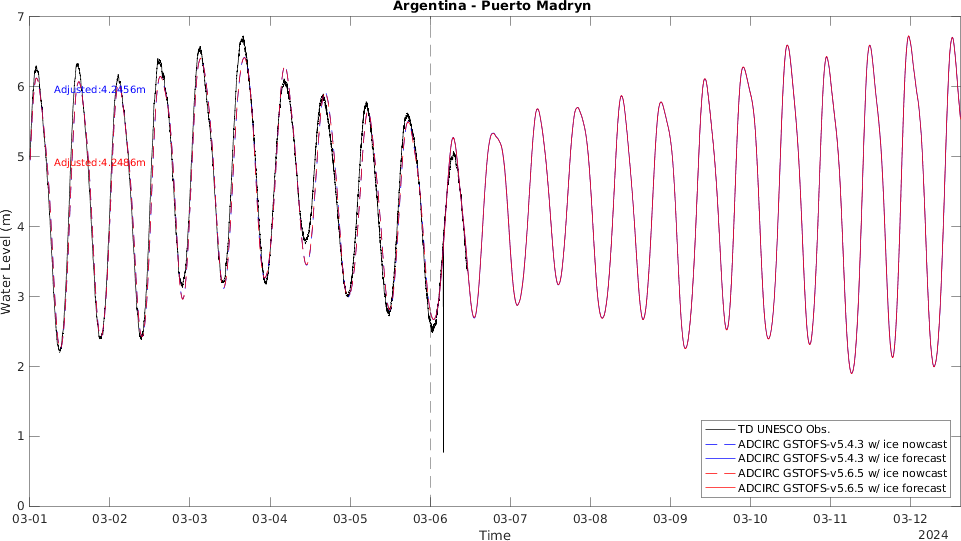 Argentina - Puerto Madryn
7
6
5
4
3
2
1
0
Water Level (m)
Adjusted:4.2456m
Adjusted:4.2486m
TD UNESCO Obs.
ADCIRC GSTOFS-v5.4.3 w/ ice nowcast
ADCIRC GSTOFS-v5.4.3 w/ ice forecast
ADCIRC GSTOFS-v5.6.5 w/ ice nowcast
ADCIRC GSTOFS-v5.6.5 w/ ice forecast
03-01 03-02 03-03 03-04 03-05 03-06 03-07 03-08 03-09 03-10 03-11 03-12
Time
2024